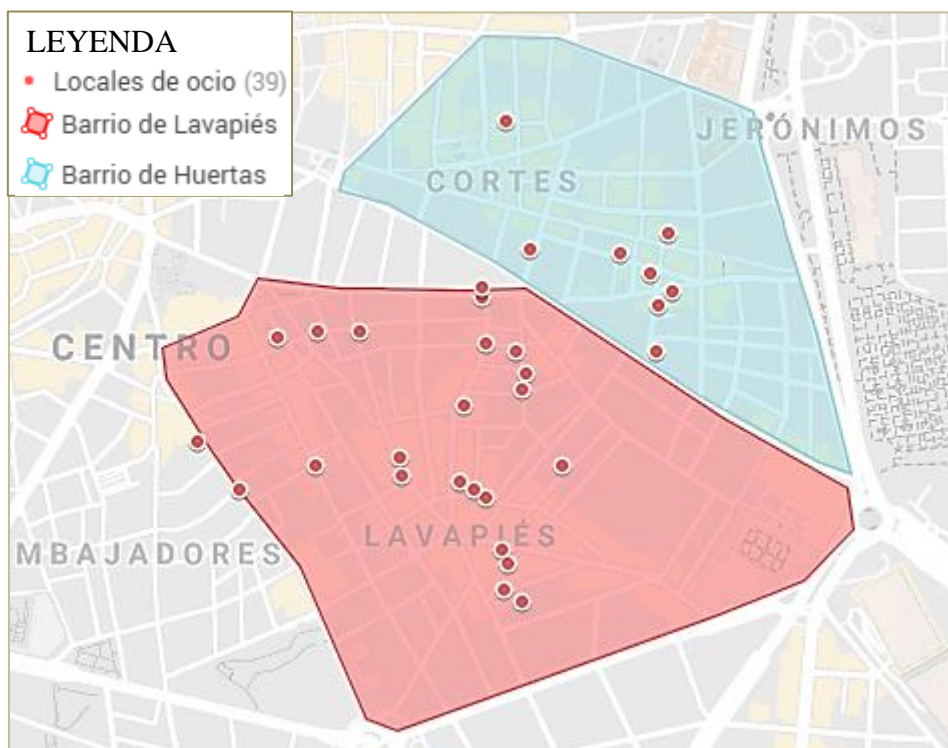 LEYENDA
Locales de ocio (39)
Barrio de Lavapiés
Barrio de Huertas
JERÓNIMOS
CORTES
CENTRO
LAVAPIÉS
MBAJADORES